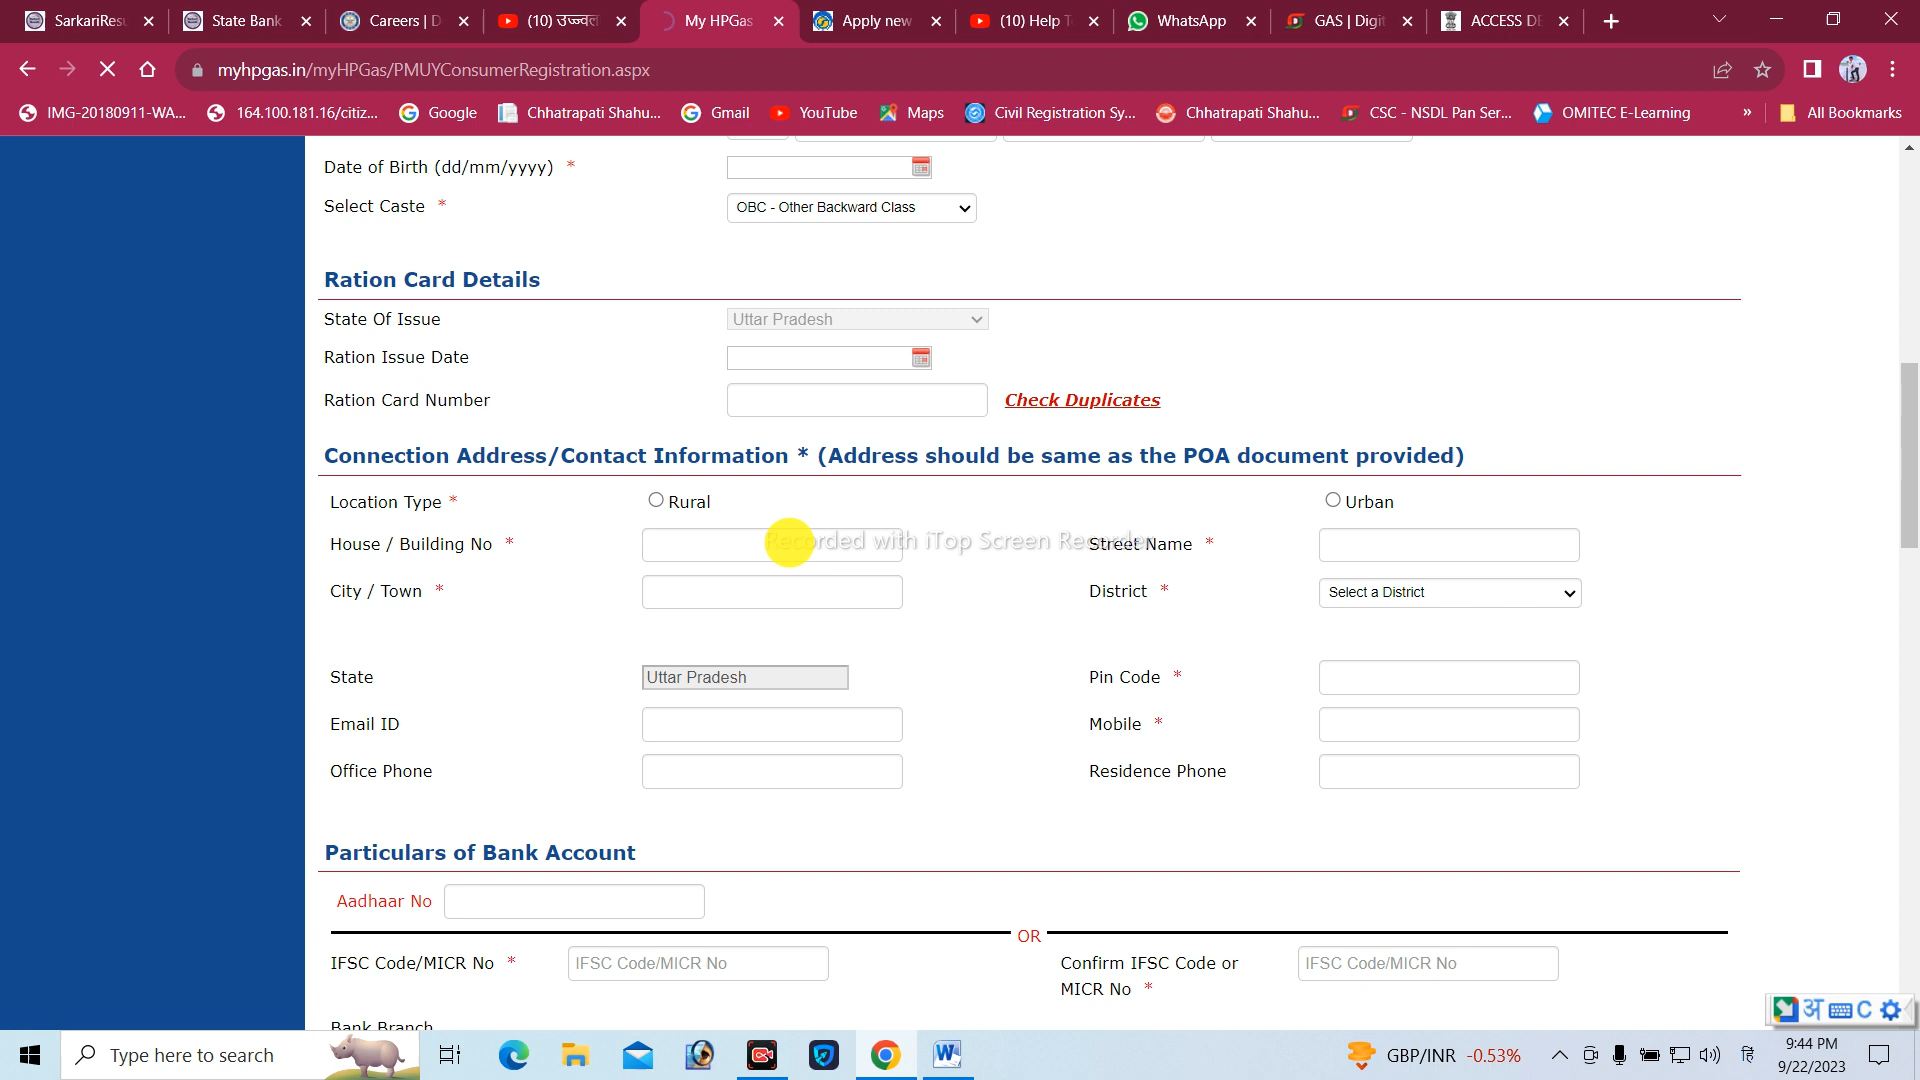 SarkariResu
State Bank
Careers | D
(10) उज्ज्वल
My HPGas
Apply new
(10) Help T
WhatsApp
GAS | Digit
ACCESS DE
myhpgas.in/myHPGas/PMUYConsumerRegistration.aspx
IMG-20180911-WA...
164.100.181.16/citiz...
Google
Chhatrapati Shahu...
Gmail
YouTube
Maps
Civil Registration Sy...
Chhatrapati Shahu...
CSC - NSDL Pan Ser...
OMITEC E-Learning
»
All Bookmarks
Date of Birth (dd/mm/yyyy) *
Select Caste * OBC - Other Backward Class
Ration Card Details
State Of Issue Uttar Pradesh
Ration Issue Date
Ration Card Number Check Duplicates
Connection Address/Contact Information * (Address should be same as the POA document provided)
Location Type * Rural Urban
House / Building No * Street Name *
Recorded with iTop Screen Recorder
City / Town * District * Select a District
State Uttar Pradesh Pin Code *
Email ID Mobile *
Office Phone Residence Phone
Particulars of Bank Account
Aadhaar No
OR
IFSC Code/MICR No * IFSC Code/MICR No Confirm IFSC Code or IFSC Code/MICR No
MICR No *
Bank Branch
अ C
Type here to search
GBP/INR -0.53%
हि
9:44 PM
9/22/2023